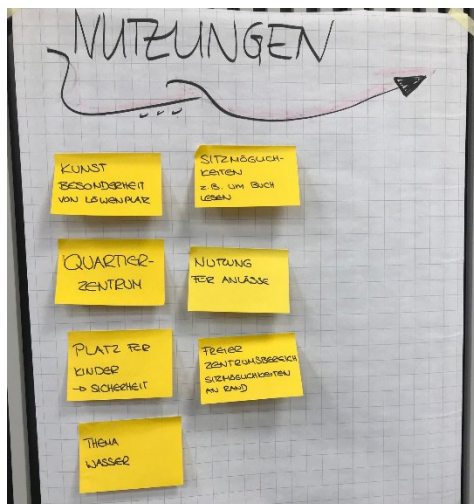 NUTZUNGEN
KUNST
BESONDERHEIT
VON LÖWENPLATZ
SITZMÖGLICH-
KEITEN
z.B. UM BUCH
LESEN
QUARTIER-
ZENTRUM
NUTZUNG
FÜR ANLÄSSE
PLATZ FÜR
KINDER
→ SICHERHEIT
FREIER
ZENTRUMSBEREICH
SITZMÖGLICHKEITEN
AN RAND
THEMA
WASSER